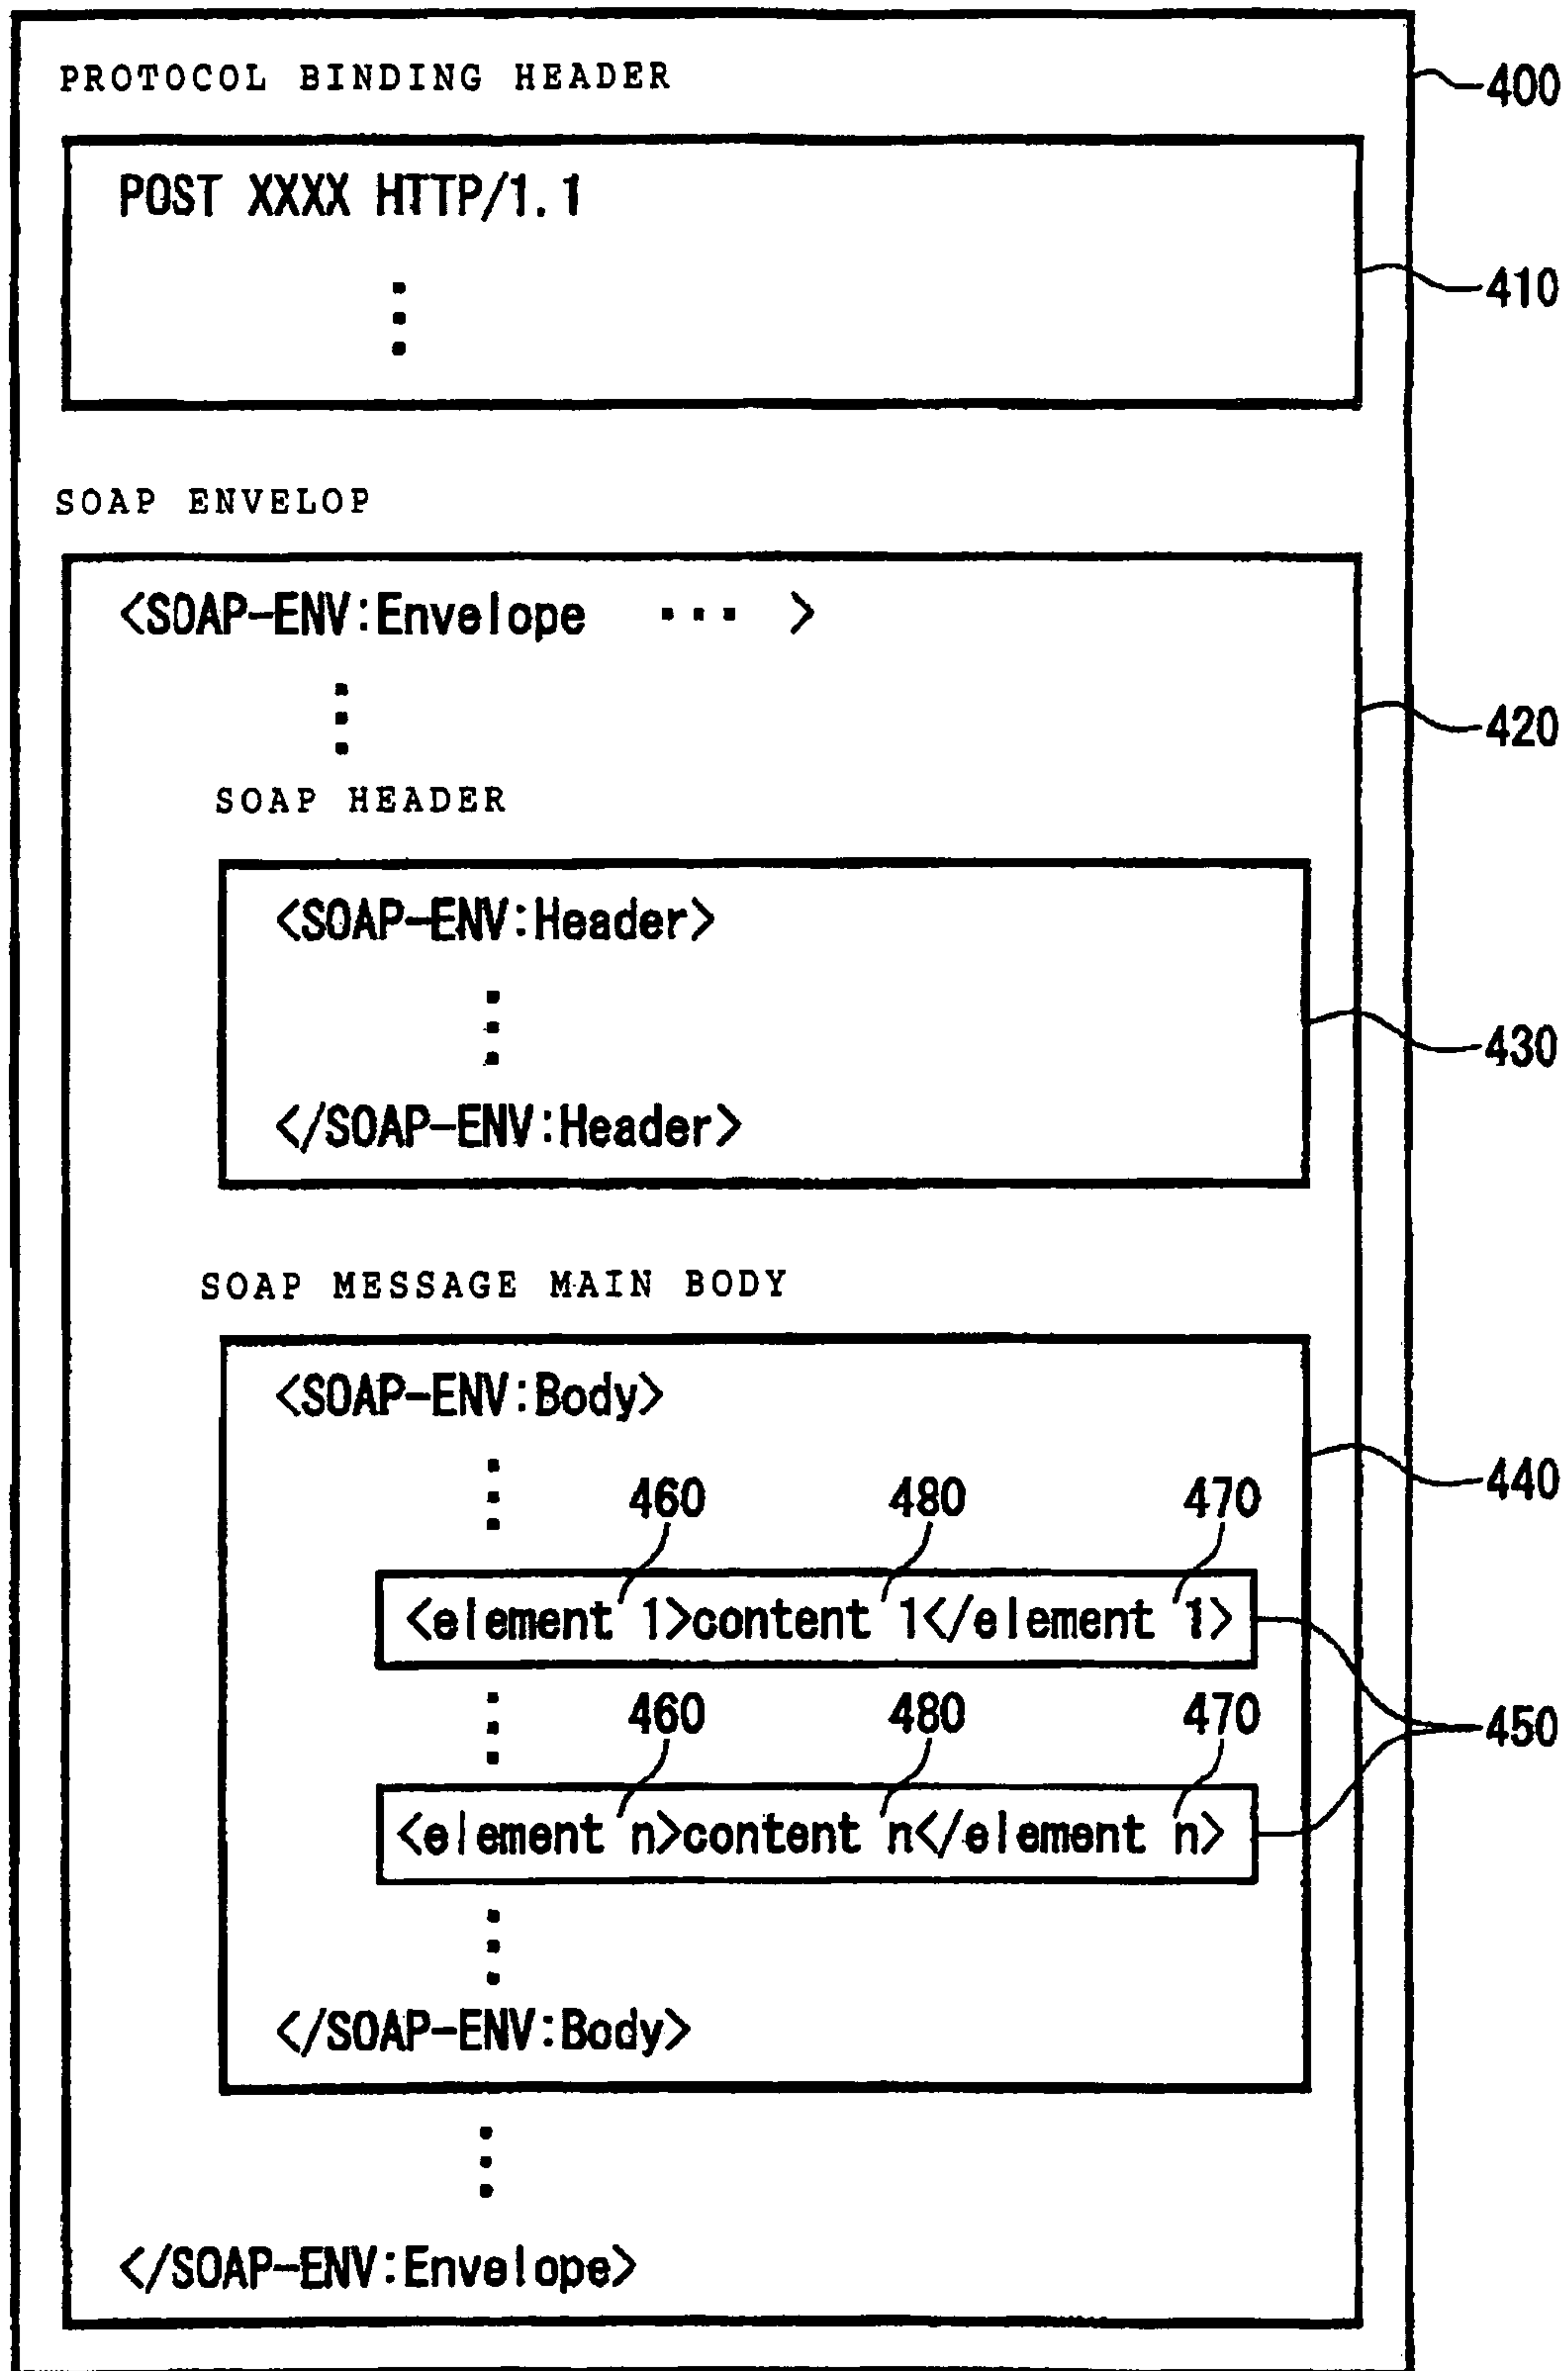 PROTOCOL BINDING HEADER
400
POST XXXX HTTP/1.1
410
SOAP ENVELOP
<SOAP-ENV:Envelope ... >
420
SOAP HEADER
<SOAP-ENV:Header>
430
</SOAP-ENV:Header>
SOAP MESSAGE MAIN BODY
<SOAP-ENV:Body>
440
460 480 470
<element 1>content 1</element 1>
450
460 480 470
<element n>content n</element n>
</SOAP-ENV:Body>
</SOAP-ENV:Envelope>